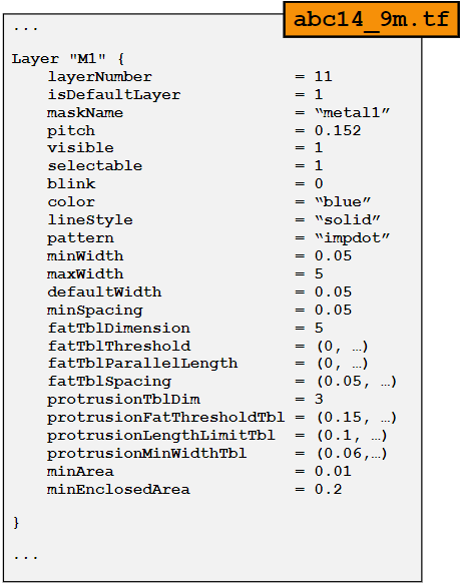 abc14_9m.tf
...
Layer "M1" {
layerNumber = 11
isDefaultLayer = 1
maskName = “metal1”
pitch = 0.152
visible = 1
selectable = 1
blink = 0
color = “blue”
lineStyle = “solid”
pattern = “impdot”
minWidth = 0.05
maxWidth = 5
defaultWidth = 0.05
minSpacing = 0.05
fatTblDimension = 5
fatTblThreshold = (0, …)
fatTblParallelLength = (0, …)
fatTblSpacing = (0.05, …)
protrusionTblDim = 3
protrusionFatThresholdTbl = (0.15, …)
protrusionLengthLimitTbl = (0.1, …)
protrusionMinWidthTbl = (0.06,…)
minArea = 0.01
minEnclosedArea = 0.2
}
...